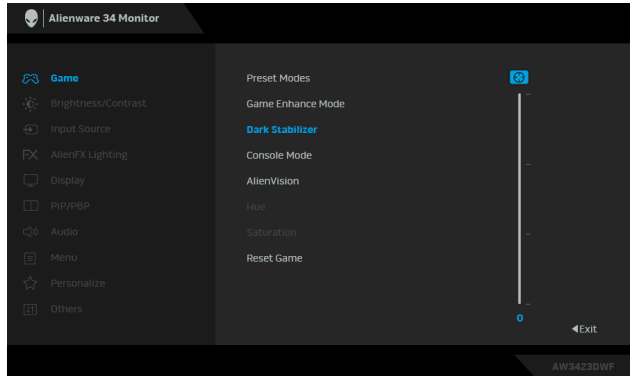 Alienware 34 Monitor
Game
Brightness/Contrast
Input Source
FX AlienFX Lighting
Display
PIP/PBP
Audio
Menu
Personalize
Others
Preset Modes
Game Enhance Mode
Dark Stabilizer
Console Mode
AlienVision
Hue
Saturation
Reset Game
0
Exit
AW3423DWF